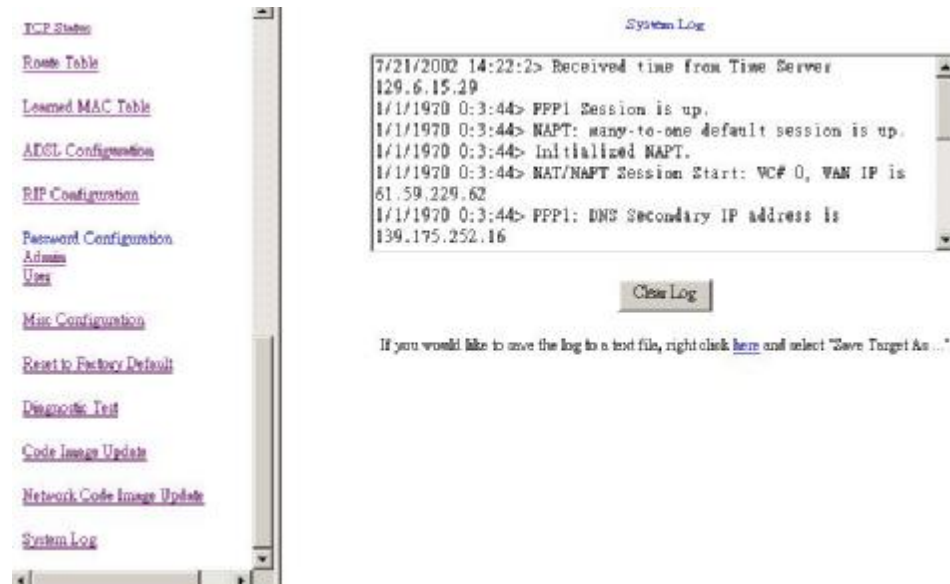 TCP Status
Route Table
Learned MAC Table
ADSL Configuration
RIP Configuration
Password Configuration
Admin
User
Misc Configuration
Reset to Factory Default
Diagnostic Test
Code Image Update
Network Code Image Update
System Log
System Log
7/21/2002 14:22:2> Received time from Time Server
129.6.15.29
1/1/1970 0:3:44> PPP1 Session is up.
1/1/1970 0:3:44> NAPT: many-to-one default session is up.
1/1/1970 0:3:44> Initialized NAPT.
1/1/1970 0:3:44> NAT/NAPT Session Start: VC# 0, WAN IP is
61.59.229.62
1/1/1970 0:3:44> PPP1: DNS Secondary IP address is
139.175.252.16
Clear Log
If you would like to save the log to a text file, right click here and select "Save Target As ..."